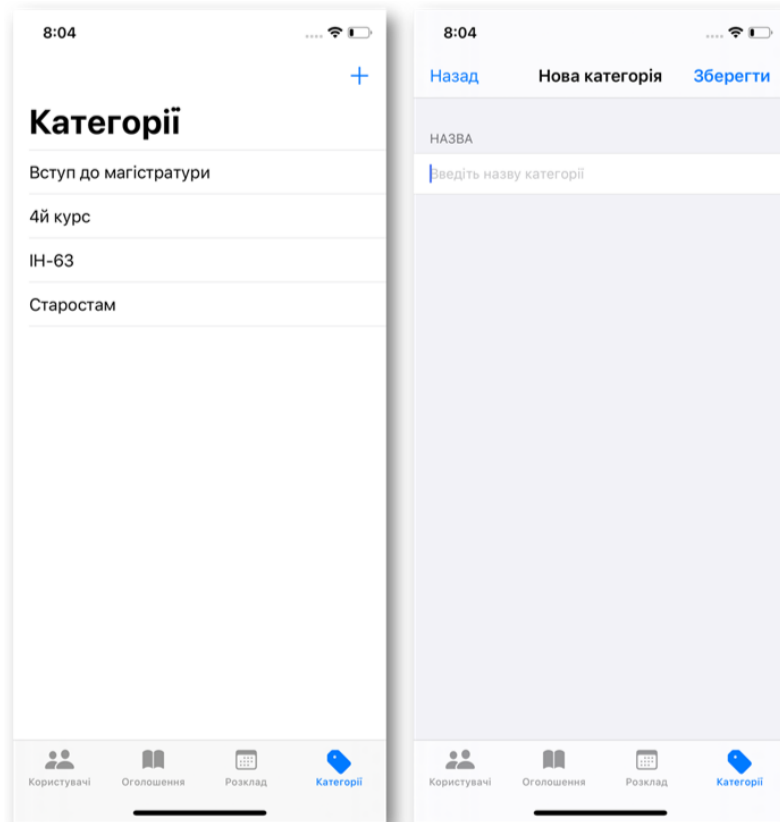 8:04
Категорії
Вступ до магістратури
4й курс
ІН-63
Старостам
Користувачі Оголошення Розклад Категорії
8:04
Назад Нова категорія Зберегти
НАЗВА
Введіть назву категорії
Користувачі Оголошення Розклад Категорії